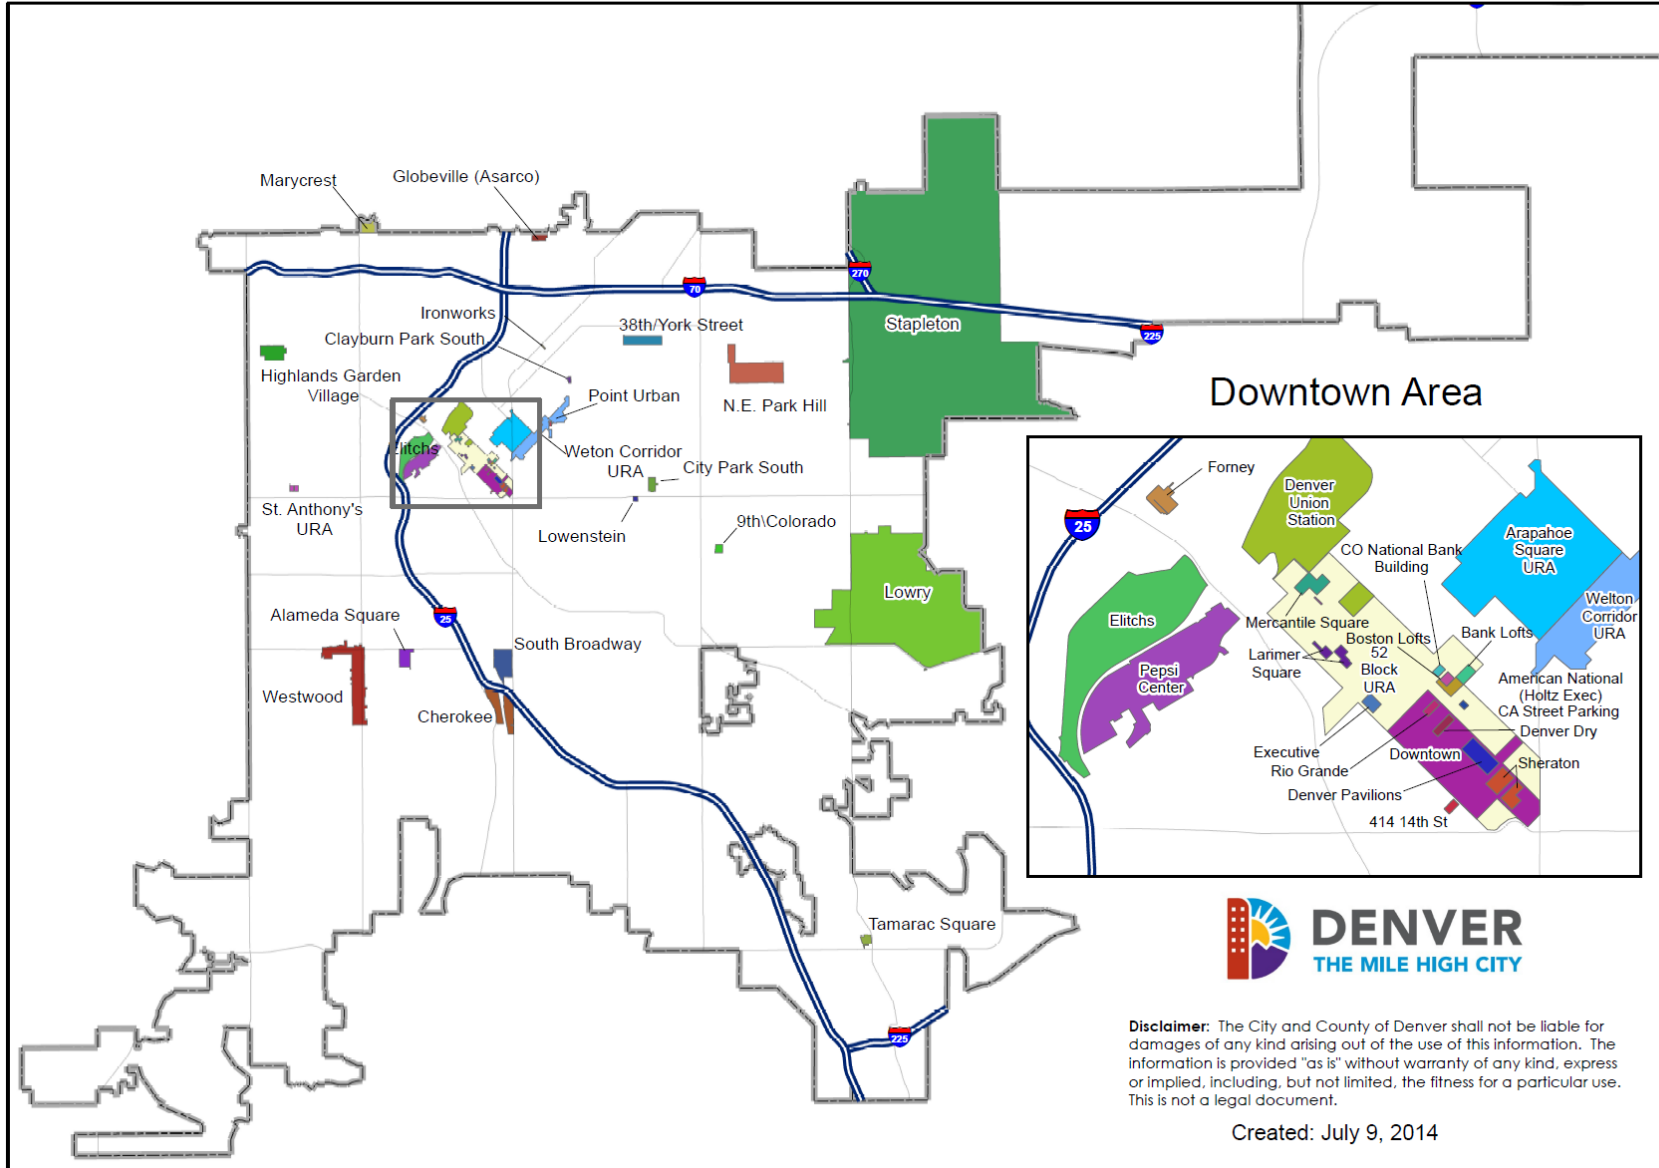 Marycrest
Globeville (Asarco)
270
70
Ironworks
38th/York Street
Stapleton
225
Clayburn Park South
Highlands Garden
Village
Point Urban
N.E. Park Hill
Elitchs
Weton Corridor
URA
City Park South
St. Anthony's
URA
Lowenstein
9th\Colorado
Lowry
Alameda Square
25
South Broadway
Westwood
Cherokee
Tamarac Square
225
Downtown Area
Forney
25
Denver
Union
Station
Arapahoe
Square
URA
CO National Bank
Building
Elitchs
Welton
Corridor
URA
Mercantile Square
Boston Lofts
Bank Lofts
52
Block
URA
Larimer
Square
Pepsi
Center
American National
(Holtz Exec)
CA Street Parking
Denver Dry
Executive
Downtown
Sheraton
Rio Grande
Denver Pavilions
414 14th St
DENVER
THE MILE HIGH CITY
Disclaimer: The City and County of Denver shall not be liable for
damages of any kind arising out of the use of this information. The
information is provided "as is" without warranty of any kind, express
or implied, including, but not limited, the fitness for a particular use.
This is not a legal document.
Created: July 9, 2014